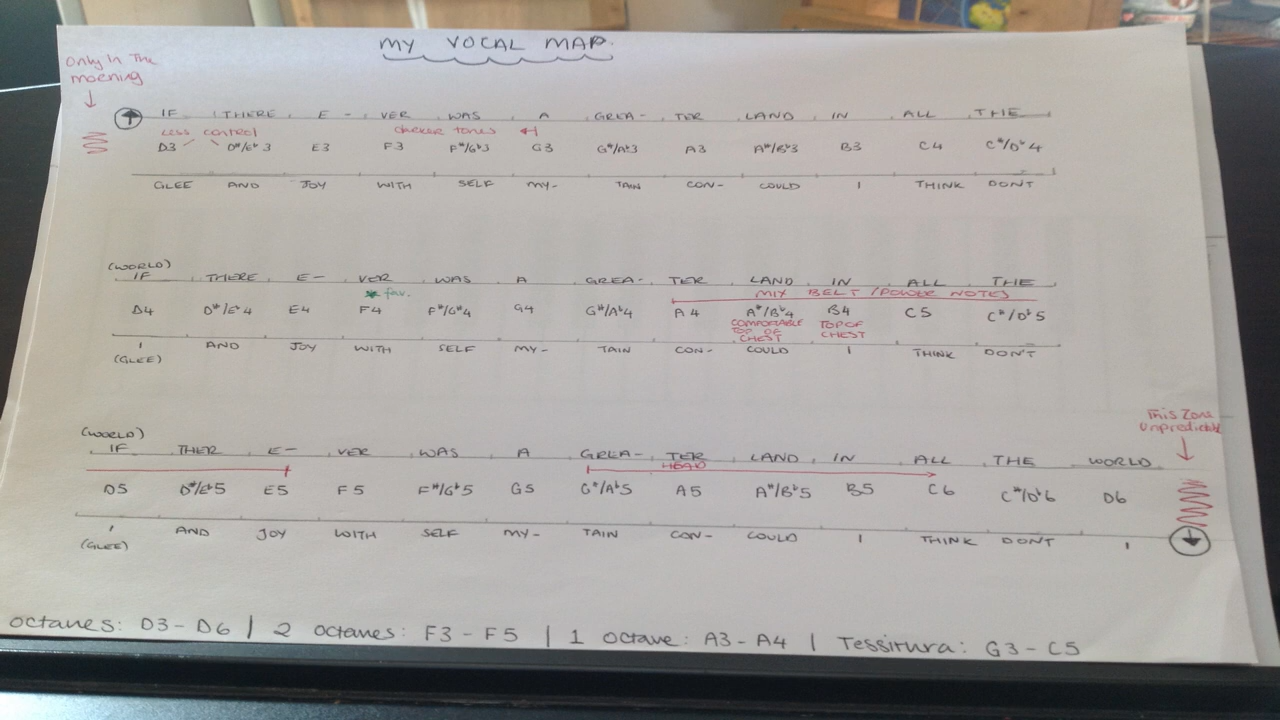 MY VOCAL MAP.
Only In The
morning
IF THERE E- VER WAS A GREA- TER LAND IN ALL THE
Less control checker tones
D3 D#/Eb3 E3 F3 F#/Gb3 G3 G#/Ab3 A3 A#/Bb3 B3 C4 C#/Db4
GLEE AND JOY WITH SELF MY- TAIN CON- COULD I THINK DON'T
(WORLD)
IF THERE E- VER WAS A GREA- TER LAND IN ALL THE
* fav. MIX BELT / POWER NOTES
D4 D#/Eb4 E4 F4 F#/G#4 G4 G#/Ab4 A4 A#/Bb4 B4 C5 C#/Db5
COMFORTABLE TOP OF
TOP OF CHEST
CHEST
I AND JOY WITH SELF MY- TAIN CON- COULD I THINK DON'T
(GLEE)
This Zone
Unpredictabl
(WORLD)
IF THER E- VER WAS A GREA- TER LAND IN ALL THE WORLD
HEAD
D5 D#/Eb5 E5 F5 F#/Gb5 G5 G#/Ab5 A5 A#/Bb5 B5 C6 C#/Db6 D6
I AND JOY WITH SELF MY- TAIN CON- COULD I THINK DON'T I
(GLEE)
octaves: D3-D6 | 2 octaves: F3-F5 | 1 octave: A3-A4 | Tessitura: G3-C5